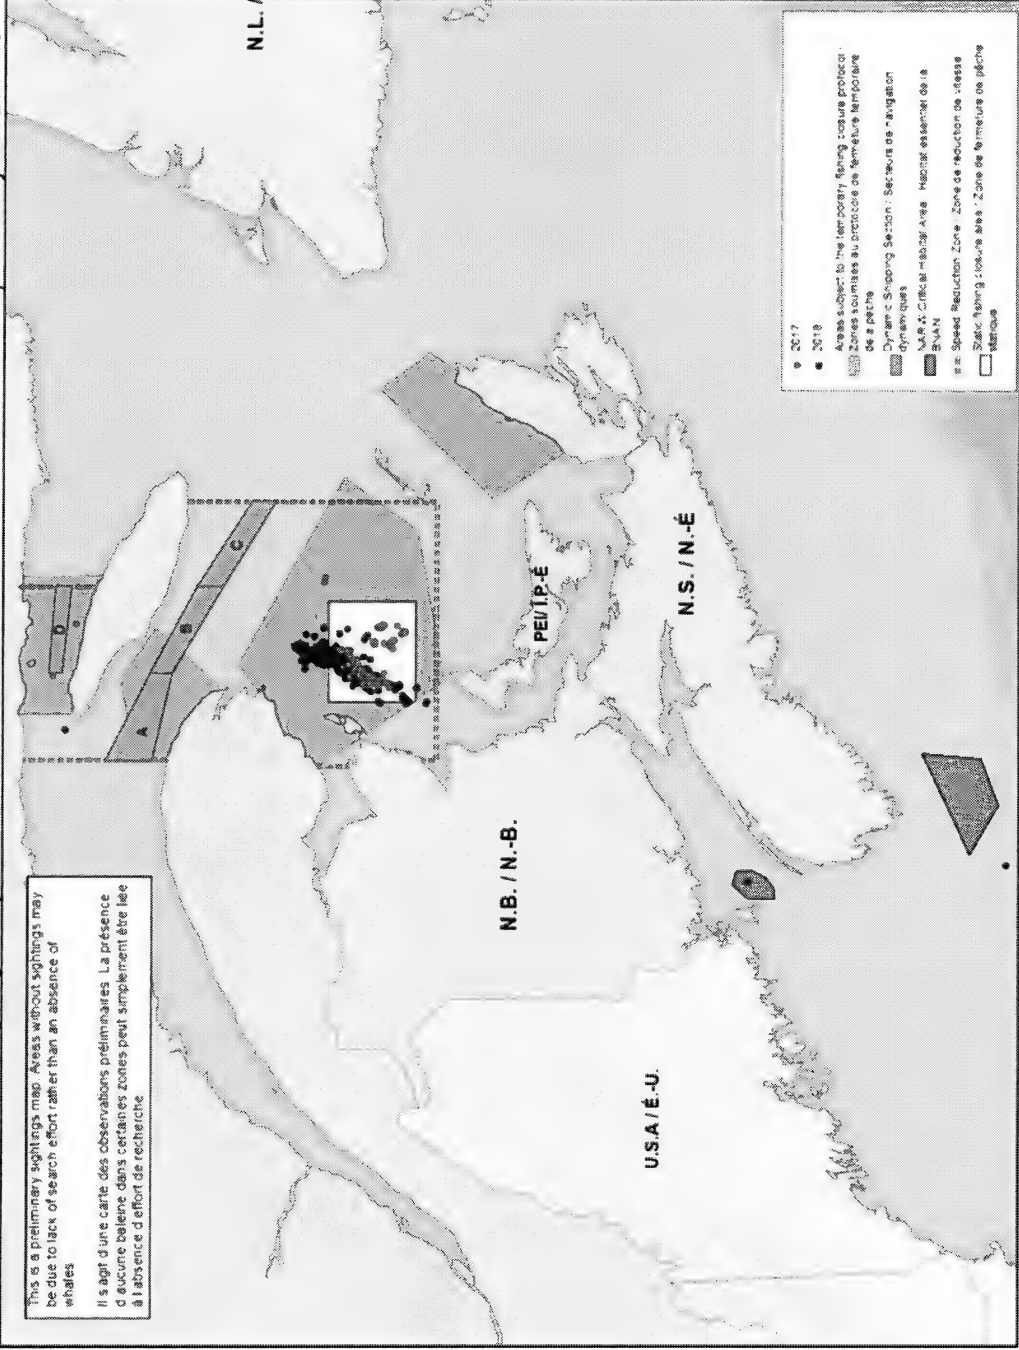 This is a preliminary sightings map. Areas without sightings may
be due to lack of search effort rather than an absence of
whales
Il s agit d une carte des observations préliminaires La présence
d aucune baleine dans certaines zones peut simplement être liée
à l absence d effort de recherche
N.L. /
D
C
B
A
PEI/ Î.P.-É
N.S. / N.-É
N.B. / N.-B.
U.S.A / É.-U.
2017
2018
Areas subject to the temporary fishing closure protocol
Zones soumises au protocole de fermeture temporaire
de la pêche
Dynamic Shipping Section : Secteurs de navigation
dynamiques
Critical Habitat Area Habitat essentiel de la
BNAN
Speed Reduction Zone : Zone de réduction de vitesse
Static fishing closure area : Zone de fermeture de pêche
statique